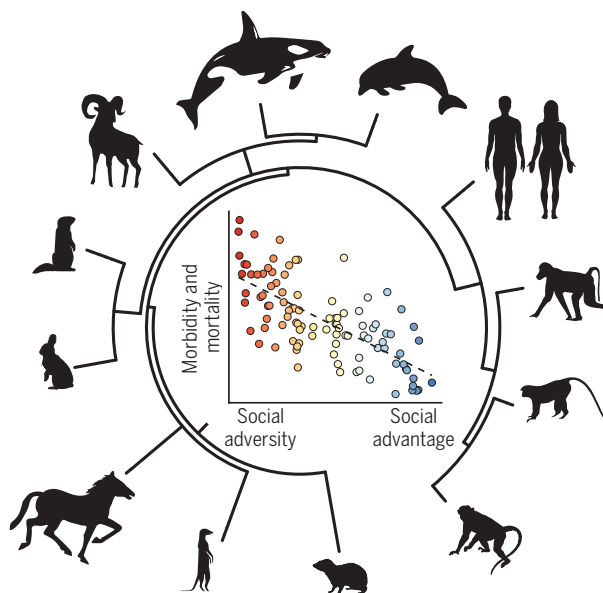 Morbidity and
mortality
Social
adversity
Social
advantage